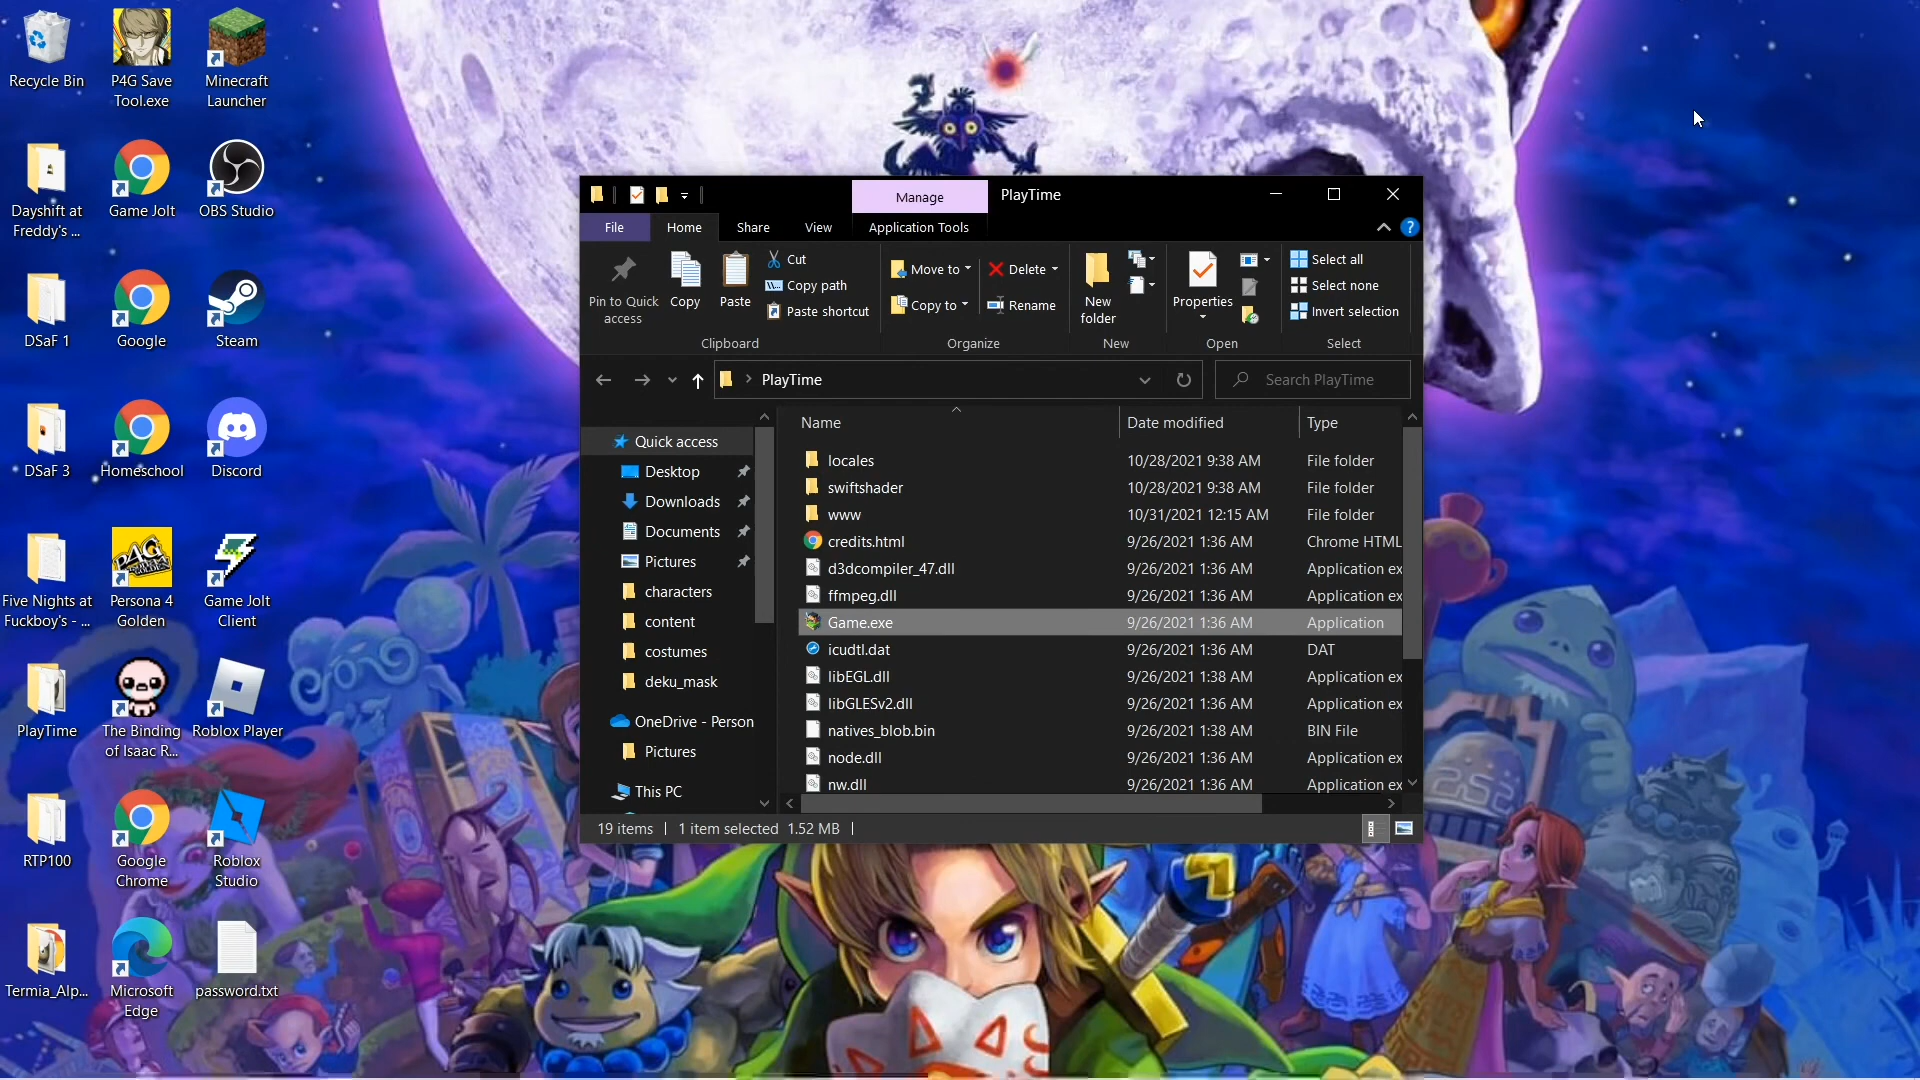 Recycle Bin
P4G Save
Tool.exe
Minecraft
Launcher
Dayshift at
Freddy's ...
Game Jolt
OBS Studio
DSaF 1
Google
Steam
DSaF 3
Homeschool
Discord
Five Nights at
Fuckboy's - ...
Persona 4
Golden
Game Jolt
Client
PlayTime
The Binding
of Isaac R...
Roblox Player
RTP100
Google
Chrome
Roblox
Studio
Termia_Alp...
Microsoft
Edge
password.txt
Manage
PlayTime
File
Home
Share
View
Application Tools
Pin to Quick
access
Copy
Paste
Cut
Copy path
Paste shortcut
Clipboard
Move to
Copy to
Delete
Rename
Organize
New
folder
New
Properties
Open
Select all
Select none
Invert selection
Select
PlayTime
Search PlayTime
Quick access
Desktop
Downloads
Documents
Pictures
characters
content
costumes
deku_mask
OneDrive - Person
Pictures
This PC
Name Date modified Type
locales 10/28/2021 9:38 AM File folder
swiftshader 10/28/2021 9:38 AM File folder
www 10/31/2021 12:15 AM File folder
credits.html 9/26/2021 1:36 AM Chrome HTML
d3dcompiler_47.dll 9/26/2021 1:36 AM Application ex
ffmpeg.dll 9/26/2021 1:36 AM Application ex
Game.exe 9/26/2021 1:36 AM Application
icudtl.dat 9/26/2021 1:36 AM DAT
libEGL.dll 9/26/2021 1:38 AM Application ex
libGLESv2.dll 9/26/2021 1:36 AM Application ex
natives_blob.bin 9/26/2021 1:38 AM BIN File
node.dll 9/26/2021 1:36 AM Application ex
nw.dll 9/26/2021 1:36 AM Application ex
19 items 1 item selected 1.52 MB